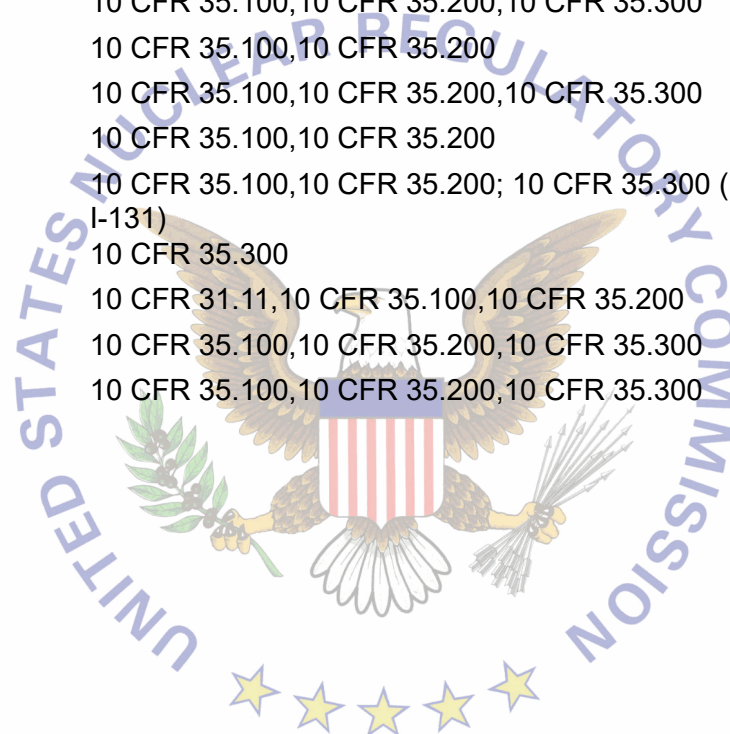 10 CFR 35.100,10 CFR 35.200,10 CFR 35.300
10 CFR 35.100,10 CFR 35.200
10 CFR 35.100,10 CFR 35.200,10 CFR 35.300
10 CFR 35.100,10 CFR 35.200
10 CFR 35.100,10 CFR 35.200; 10 CFR 35.300 (
I-131)
10 CFR 35.300
10 CFR 31.11,10 CFR 35.100,10 CFR 35.200
10 CFR 35.100,10 CFR 35.200,10 CFR 35.300
10 CFR 35.100,10 CFR 35.200,10 CFR 35.300
UNITED STATES NUCLEAR REGULATORY COMMISSION